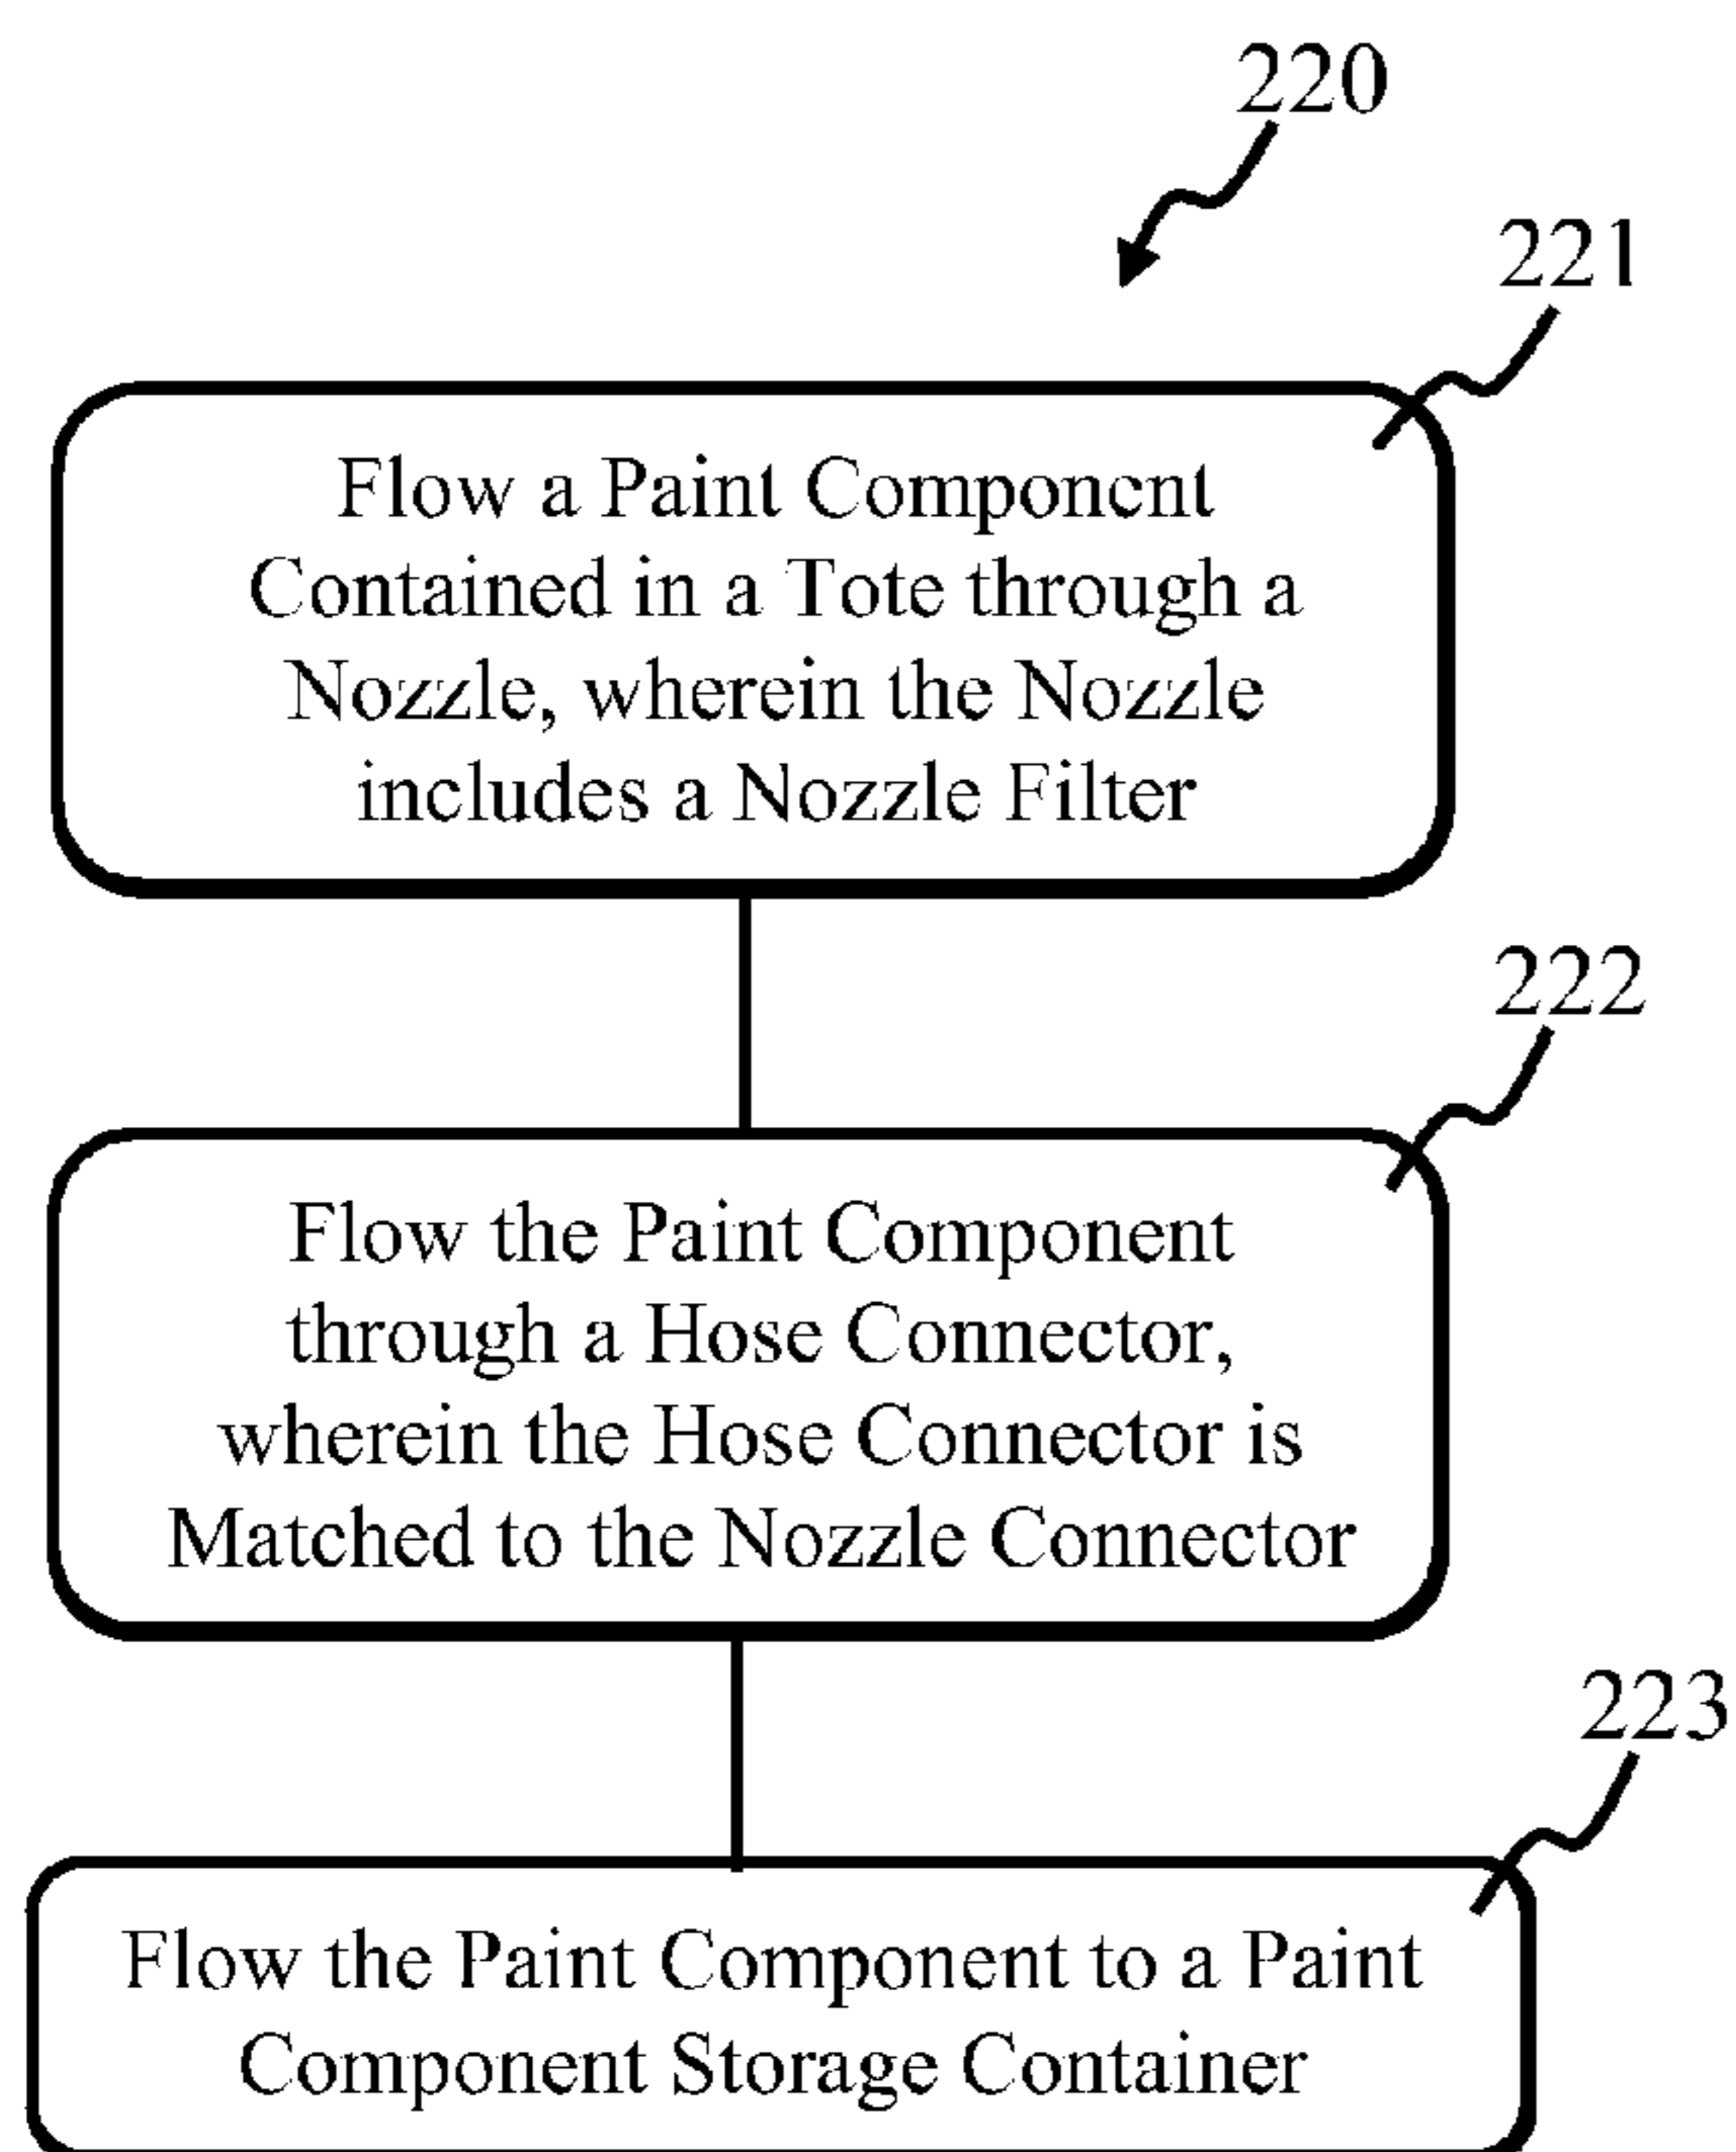 220
221
Flow a Paint Component
Contained in a Tote through a
Nozzle, wherein the Nozzle
includes a Nozzle Filter
222
Flow the Paint Component
through a Hose Connector,
wherein the Hose Connector is
Matched to the Nozzle Connector
223
Flow the Paint Component to a Paint
Component Storage Container